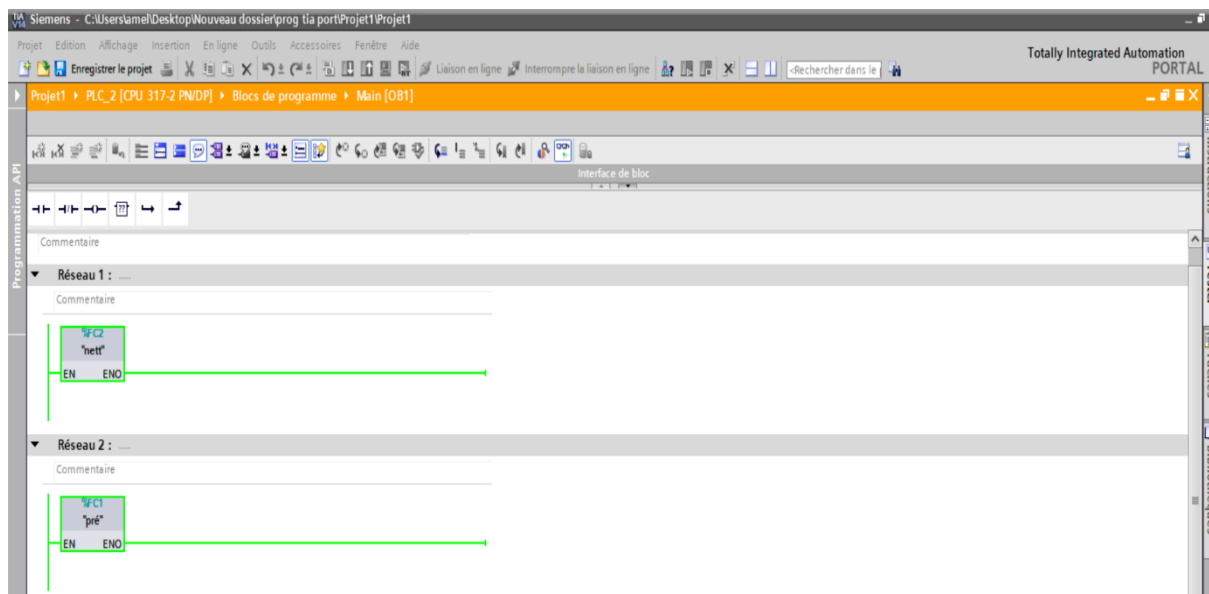 TIA V14 Siemens - C:\Users\amel\Desktop\Nouveau dossier\prog tia port\Projet1\Projet1
Projet Edition Affichage Insertion En ligne Outils Accessoires Fenêtre Aide
Totally Integrated Automation
PORTAL
Enregistrer le projet Liaison en ligne Interrompre la liaison en ligne <Rechercher dans le
Projet1 PLC_2 [CPU 317-2 PN/DP] Blocs de programme Main [OB1]
Interface de bloc
Programmation API
??
Commentaire
Réseau 1 : ....
Commentaire
%FC2
"nett"
EN ENO
Réseau 2 : ....
Commentaire
%FC1
"pré"
EN ENO